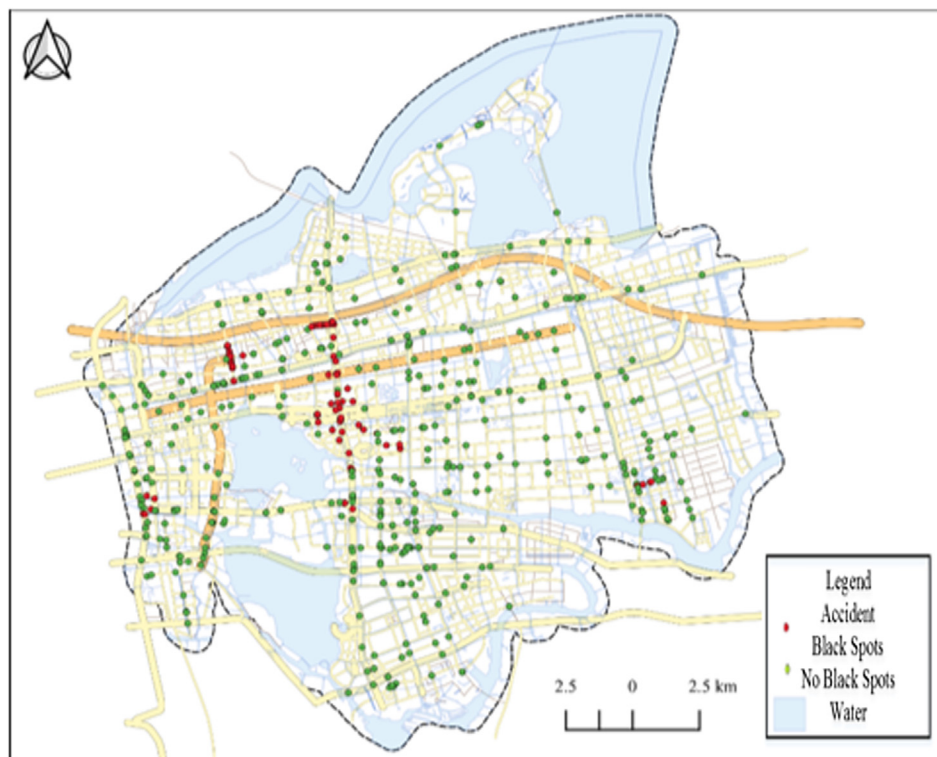 2.5 0 2.5 km
Legend
Accident
Black Spots
No Black Spots
Water